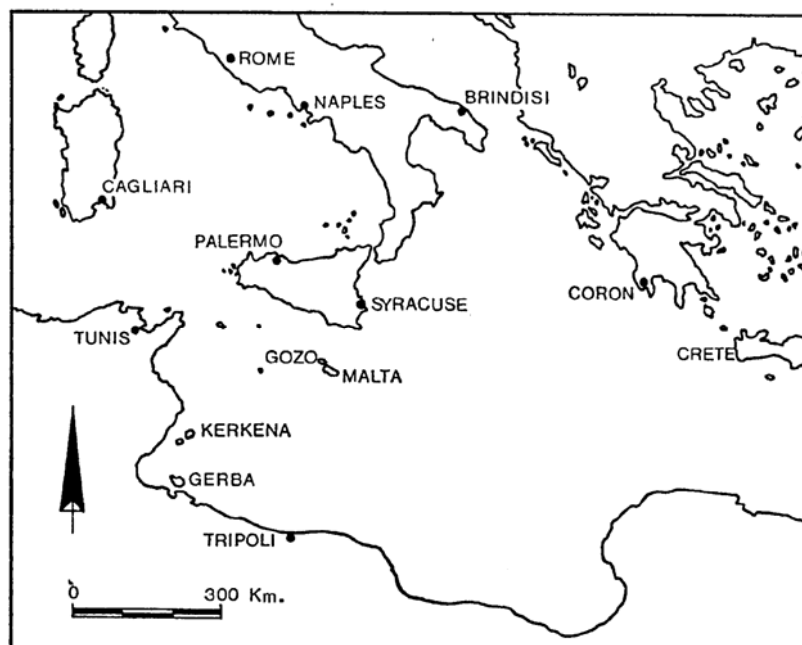 ROME
NAPLES
BRINDISI
CAGLIARI
PALERMO
SYRACUSE
CORON
TUNIS
GOZO
MALTA
CRETE
KERKENA
GERBA
TRIPOLI
0 300 Km.